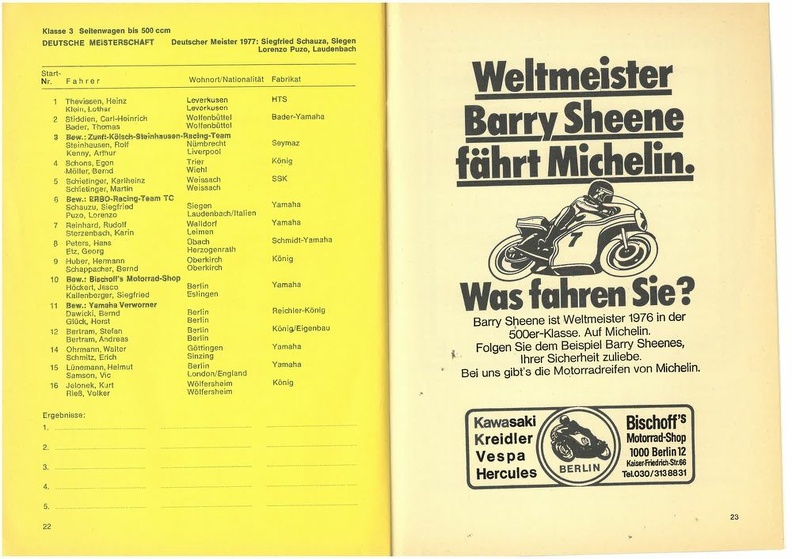 Klasse 3 Seitenwagen bis 500 ccm
DEUTSCHE MEISTERSCHAFT Deutscher Meister 1977: Siegfried Schauza, Siegen
Lorenzo Puzo, Laudenbach
Start-
Nr. Fahrer Wohnort/Nationalität Fabrikat
1 Thevissen, Heinz Leverkusen HTS
Klein, Lothar Leverkusen
2 Stiddien, Carl-Heinrich Wolfenbüttel Bader-Yamaha
Bader, Thomas Wolfenbüttel
3 Bew.: Zunft-Kölsch-Steinhausen-Racing-Team
Steinhausen, Rolf Nümbrecht Seymaz
Kenny, Arthur Liverpool
4 Schons, Egon Trier König
Möller, Bernd Wiehl
5 Schietinger, Karlheinz Weissach SSK
Schietinger, Martin Weissach
6 Bew.: ERBO-Racing-Team TC
Schauzu, Siegfried Siegen Yamaha
Puzo, Lorenzo Laudenbach/Italien
7 Reinhard, Rudolf Walldorf Yamaha
Sterzenbach, Karin Leimen
8 Peters, Hans Übach Schmidt-Yamaha
Etz, Georg Herzogenrath
9 Huber, Hermann Oberkirch König
Schappacher, Bernd Oberkirch
10 Bew.: Bischoff's Motorrad-Shop
Höckert, Jesco Berlin Yamaha
Kallenberger, Siegfried Eslingen
11 Bew.: Yamaha Verworner
Dawicki, Bernd Berlin Reichler-König
Glück, Horst Berlin
12 Bertram, Stefan Berlin König/Eigenbau
Bertram, Andreas Berlin
14 Ohrmann, Walter Göttingen Yamaha
Schmitz, Erich Sinzing
15 Lünemann, Helmut Berlin Yamaha
Samson, Vic London/England
16 Jelonek, Kurt Wölfersheim König
Rieß, Volker Wölfersheim
Ergebnisse:
1.
2.
3.
4.
5.
22
Weltmeister
Barry Sheene
fährt Michelin.
7
Was fahren Sie?
Barry Sheene ist Weltmeister 1976 in der
500er-Klasse. Auf Michelin.
Folgen Sie dem Beispiel Barry Sheenes,
Ihrer Sicherheit zuliebe.
Bei uns gibt's die Motorradreifen von Michelin.
Kawasaki
Kreidler
Vespa
Hercules
BERLIN
Bischoff's
Motorrad-Shop
1000 Berlin 12
Kaiser-Friedrich-Str.66
Tel.030/3138831
23